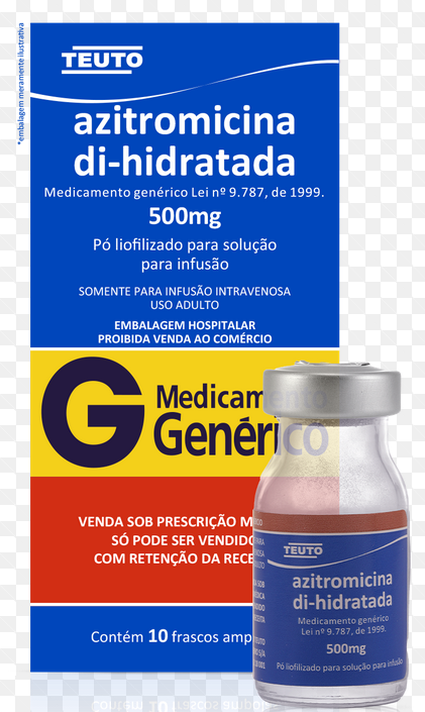 *embalagem meramente ilustrativa
TEUTO
azitromicina
di-hidratada
Medicamento genérico Lei nº 9.787, de 1999.
500mg
Pó liofilizado para solução
para infusão
SOMENTE PARA INFUSÃO INTRAVENOSA
USO ADULTO
EMBALAGEM HOSPITALAR
PROIBIDA VENDA AO COMÉRCIO
G Medicamento
Genérico
VENDA SOB PRESCRIÇÃO M
SÓ PODE SER VENDIDO
COM RETENÇÃO DA RECE
Contém 10 frascos amp
TEUTO
azitromicina
di-hidratada
Medicamento genérico
Lei nº 9.787, de 1999.
500mg
Pó liofilizado para solução para infusão